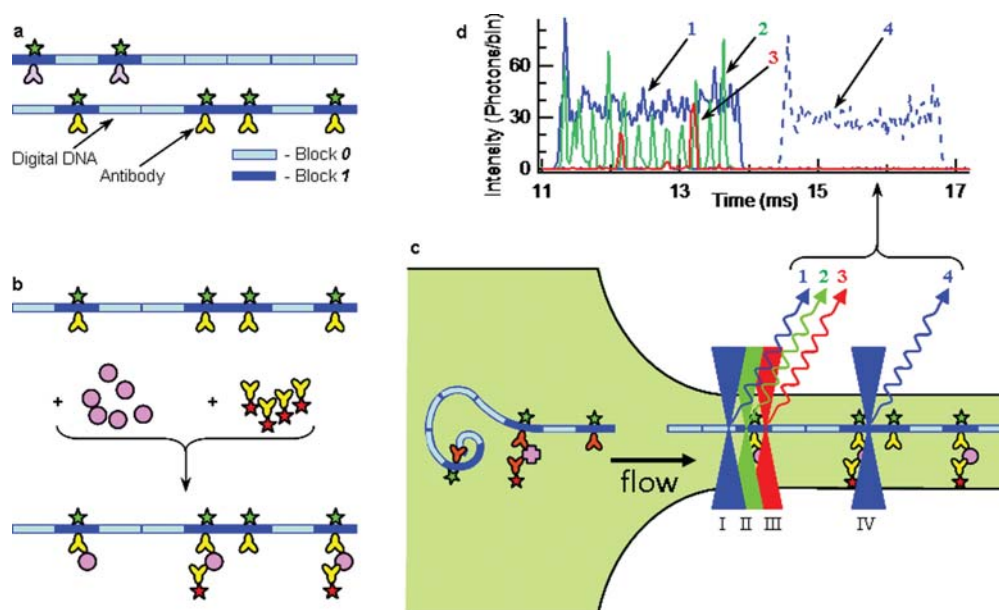 a
Digital DNA
Antibody
- Block 0
- Block 1
b
+
+
c
flow
1 2 3
4
I II III
IV
d
Intensity (Photons/bin)
60
30
0
11 13 15 17
Time (ms)
1
2
3
4